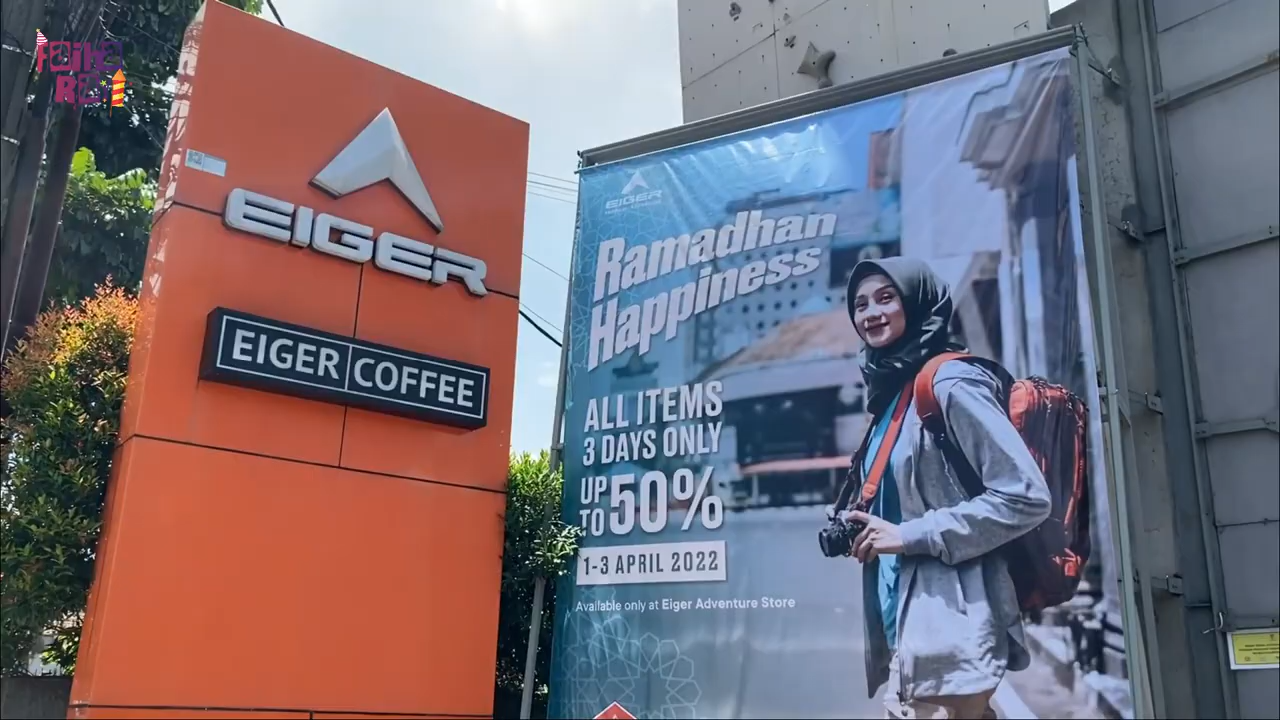 EIGER
EIGER COFFEE
EIGER
Ramadhan
Happiness
ALL ITEMS
3 DAYS ONLY
UP TO 50%
1-3 APRIL 2022
Available only at Eiger Adventure Store